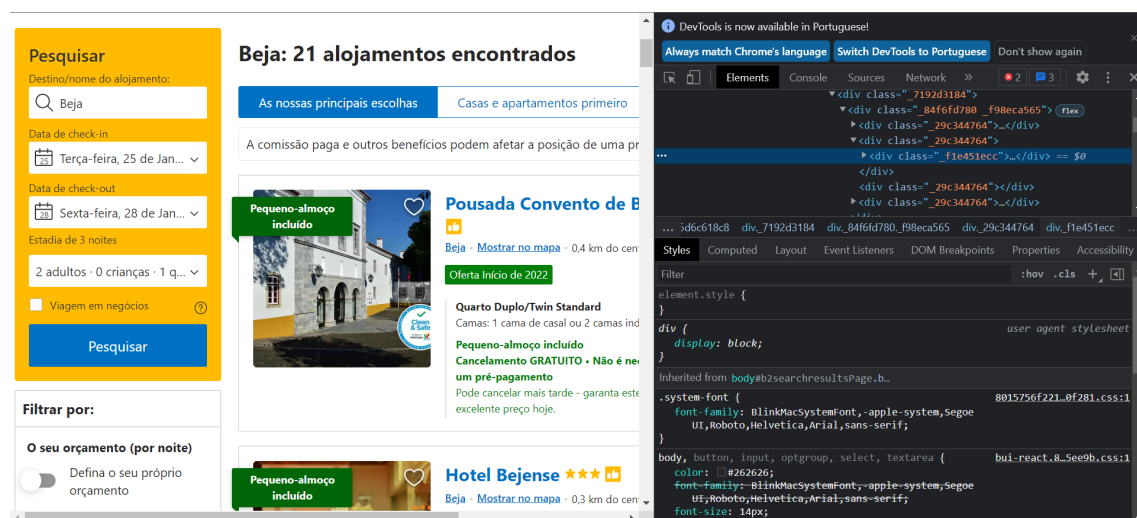 Pesquisar
Destino/nome do alojamento:
Beja
Data de check-in
25 Terça-feira, 25 de Jan...
Data de check-out
28 Sexta-feira, 28 de Jan...
Estadia de 3 noites
2 adultos · 0 crianças · 1 q...
Viagem em negócios
Pesquisar
Filtrar por:
O seu orçamento (por noite)
Defina o seu próprio
orçamento
Beja: 21 alojamentos encontrados
As nossas principais escolhas
Casas e apartamentos primeiro
A comissão paga e outros benefícios podem afetar a posição de uma pr
Pequeno-almoço
incluído
Clean
& Safe
Pousada Convento de B
Beja · Mostrar no mapa · 0,4 km do cen
Oferta Início de 2022
Quarto Duplo/Twin Standard
Camas: 1 cama de casal ou 2 camas ind
Pequeno-almoço incluído
Cancelamento GRATUITO • Não é ne
um pré-pagamento
Pode cancelar mais tarde - garanta este
excelente preço hoje.
Pequeno-almoço
incluído
Hotel Bejense
Beja · Mostrar no mapa · 0,3 km do cen
DevTools is now available in Portuguese!
Always match Chrome's language Switch DevTools to Portuguese Don't show again
Elements Console Sources Network » 2 3
<div class="_7192d3184">
<div class="_84f6fd780 _f98eca565"> flex
<div class="_29c344764">…</div>
<div class="_29c344764">
... <div class="_f1e451ecc">…</div> == $0
</div>
<div class="_29c344764"></div>
<div class="_29c344764">…</div>
... 5d6c618c8 div._7192d3184 div._84f6fd780._f98eca565 div._29c344764 div._f1e451ecc ...
Styles Computed Layout Event Listeners DOM Breakpoints Properties Accessibility
Filter :hov .cls +
element.style {
}
div { user agent stylesheet
display: block;
}
Inherited from body#b2searchresultsPage.b…
.system-font { 8015756f221…0f281.css:1
font-family: BlinkMacSystemFont,-apple-system,Segoe
UI,Roboto,Helvetica,Arial,sans-serif;
}
body, button, input, optgroup, select, textarea { bui-react.8…5ee9b.css:1
color: #262626;
font-family: BlinkMacSystemFont,-apple-system,Segoe
UI,Roboto,Helvetica,Arial,sans-serif;
font-size: 14px;